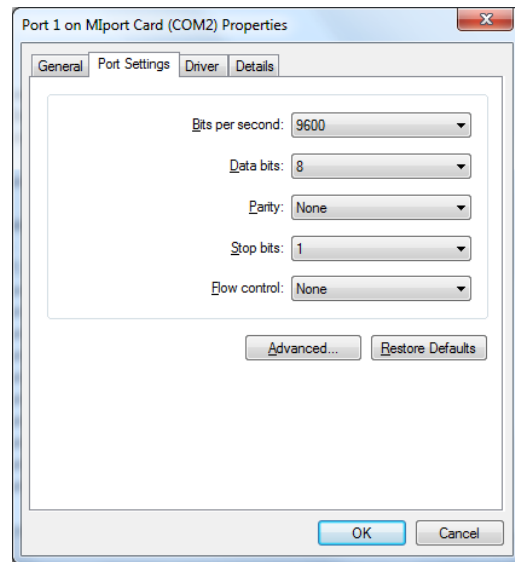 Port 1 on MIport Card (COM2) Properties
General Port Settings Driver Details
Bits per second: 9600
Data bits: 8
Parity: None
Stop bits: 1
Flow control: None
Advanced... Restore Defaults
OK Cancel